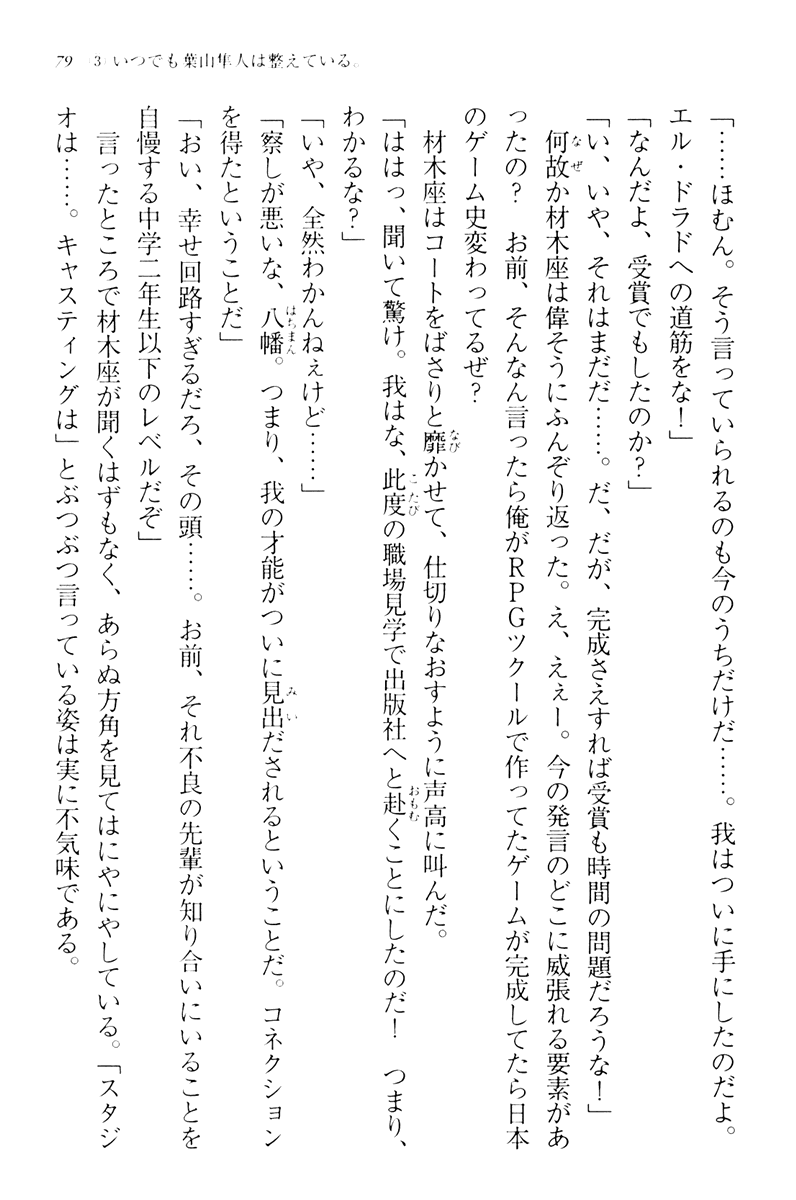 79　〈3〉いつでも葉山隼人は整えている。
「……ほむん。そう言っていられるのも今のうちだけだ……。我はついに手にしたのだよ。
エル・ドラドへの道筋をな！」
「なんだよ、受賞でもしたのか？」
「い、いや、それはまだだ……。だ、だが、完成さえすれば受賞も時間の問題だろうな！」
　何故か材木座は偉そうにふんぞり返った。え、えぇー。今の発言のどこに威張れる要素があ
ったの？　お前、そんなん言ったら俺がＲＰＧツクールで作ってたゲームが完成してたら日本
のゲーム史変わってるぜ？
　材木座はコートをばさりと靡かせて、仕切りなおすように声高に叫んだ。
「ははっ、聞いて驚け。我はな、此度の職場見学で出版社へと赴くことにしたのだ！　つまり、
わかるな？」
「いや、全然わかんねぇけど……」
「察しが悪いな、八幡。つまり、我の才能がついに見出だされるということだ。コネクション
を得たということだ」
「おい、幸せ回路すぎるだろ、その頭……。お前、それ不良の先輩が知り合いにいることを
自慢する中学二年生以下のレベルだぞ」
　言ったところで材木座が聞くはずもなく、あらぬ方角を見てはにやにやしている。「スタジ
オは……。キャスティングは」とぶつぶつ言っている姿は実に不気味である。